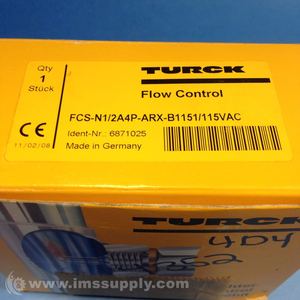 Qty
1
Stück
TURCK
Flow Control
FCS-N1/2A4P-ARX-B1151/115VAC
CE
Ident-Nr.: 6871025
11/02/08
Made in Germany
TURCK
4D4
262
www.imssupply.com